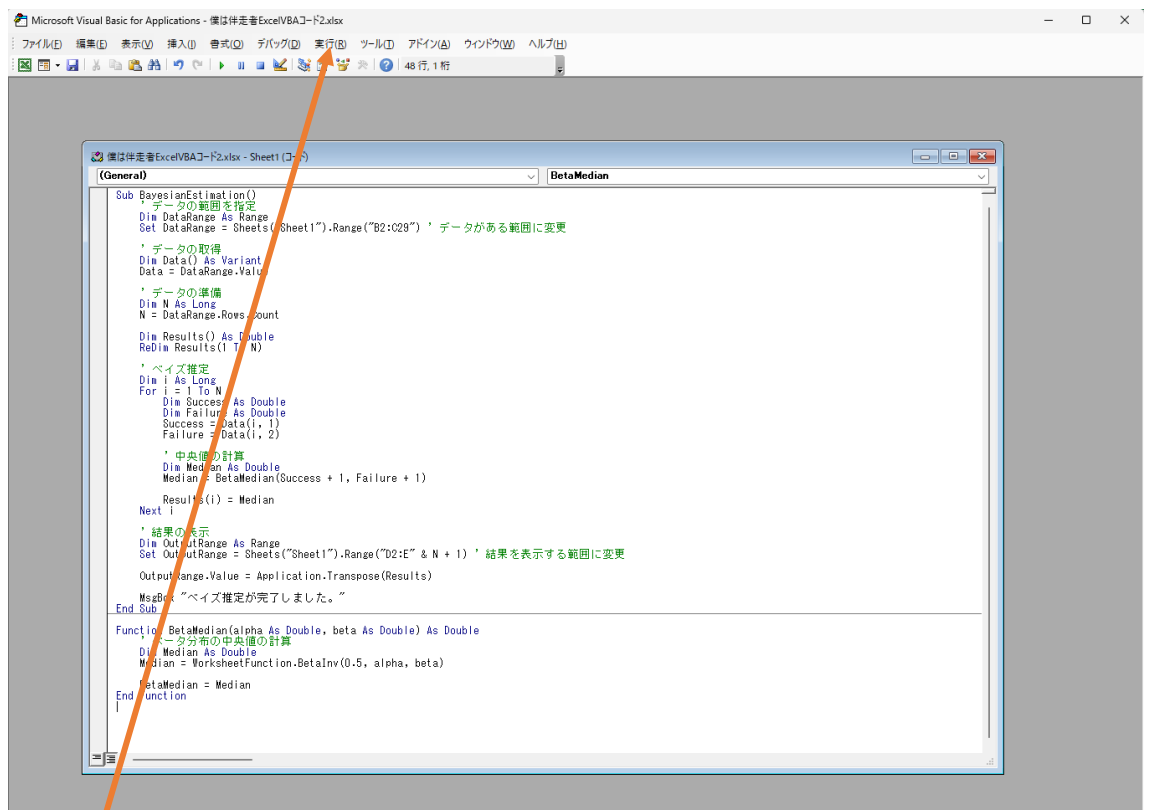 Microsoft Visual Basic for Applications - 僕は伴走者ExcelVBAコード2.xlsx
ファイル(F) 編集(E) 表示(V) 挿入(I) 書式(O) デバッグ(D) 実行(R) ツール(T) アドイン(A) ウィンドウ(W) ヘルプ(H)
48 行, 1 桁
僕は伴走者ExcelVBAコード2.xlsx - Sheet1 (コード)
(General) BetaMedian
Sub BayesianEstimation()
' データの範囲を指定
Dim DataRange As Range
Set DataRange = Sheets("Sheet1").Range("B2:C29") ' データがある範囲に変更
' データの取得
Dim Data() As Variant
Data = DataRange.Value
' データの準備
Dim N As Long
N = DataRange.Rows.Count
Dim Results() As Double
ReDim Results(1 To N)
' ベイズ推定
Dim i As Long
For i = 1 To N
Dim Success As Double
Dim Failure As Double
Success = Data(i, 1)
Failure = Data(i, 2)
' 中央値の計算
Dim Median As Double
Median = BetaMedian(Success + 1, Failure + 1)
Results(i) = Median
Next i
' 結果の表示
Dim OutputRange As Range
Set OutputRange = Sheets("Sheet1").Range("D2:E" & N + 1) ' 結果を表示する範囲に変更
OutputRange.Value = Application.Transpose(Results)
MsgBox "ベイズ推定が完了しました。"
End Sub
Function BetaMedian(alpha As Double, beta As Double) As Double
' ベータ分布の中央値の計算
Dim Median As Double
Median = WorksheetFunction.BetaInv(0.5, alpha, beta)
BetaMedian = Median
End Function